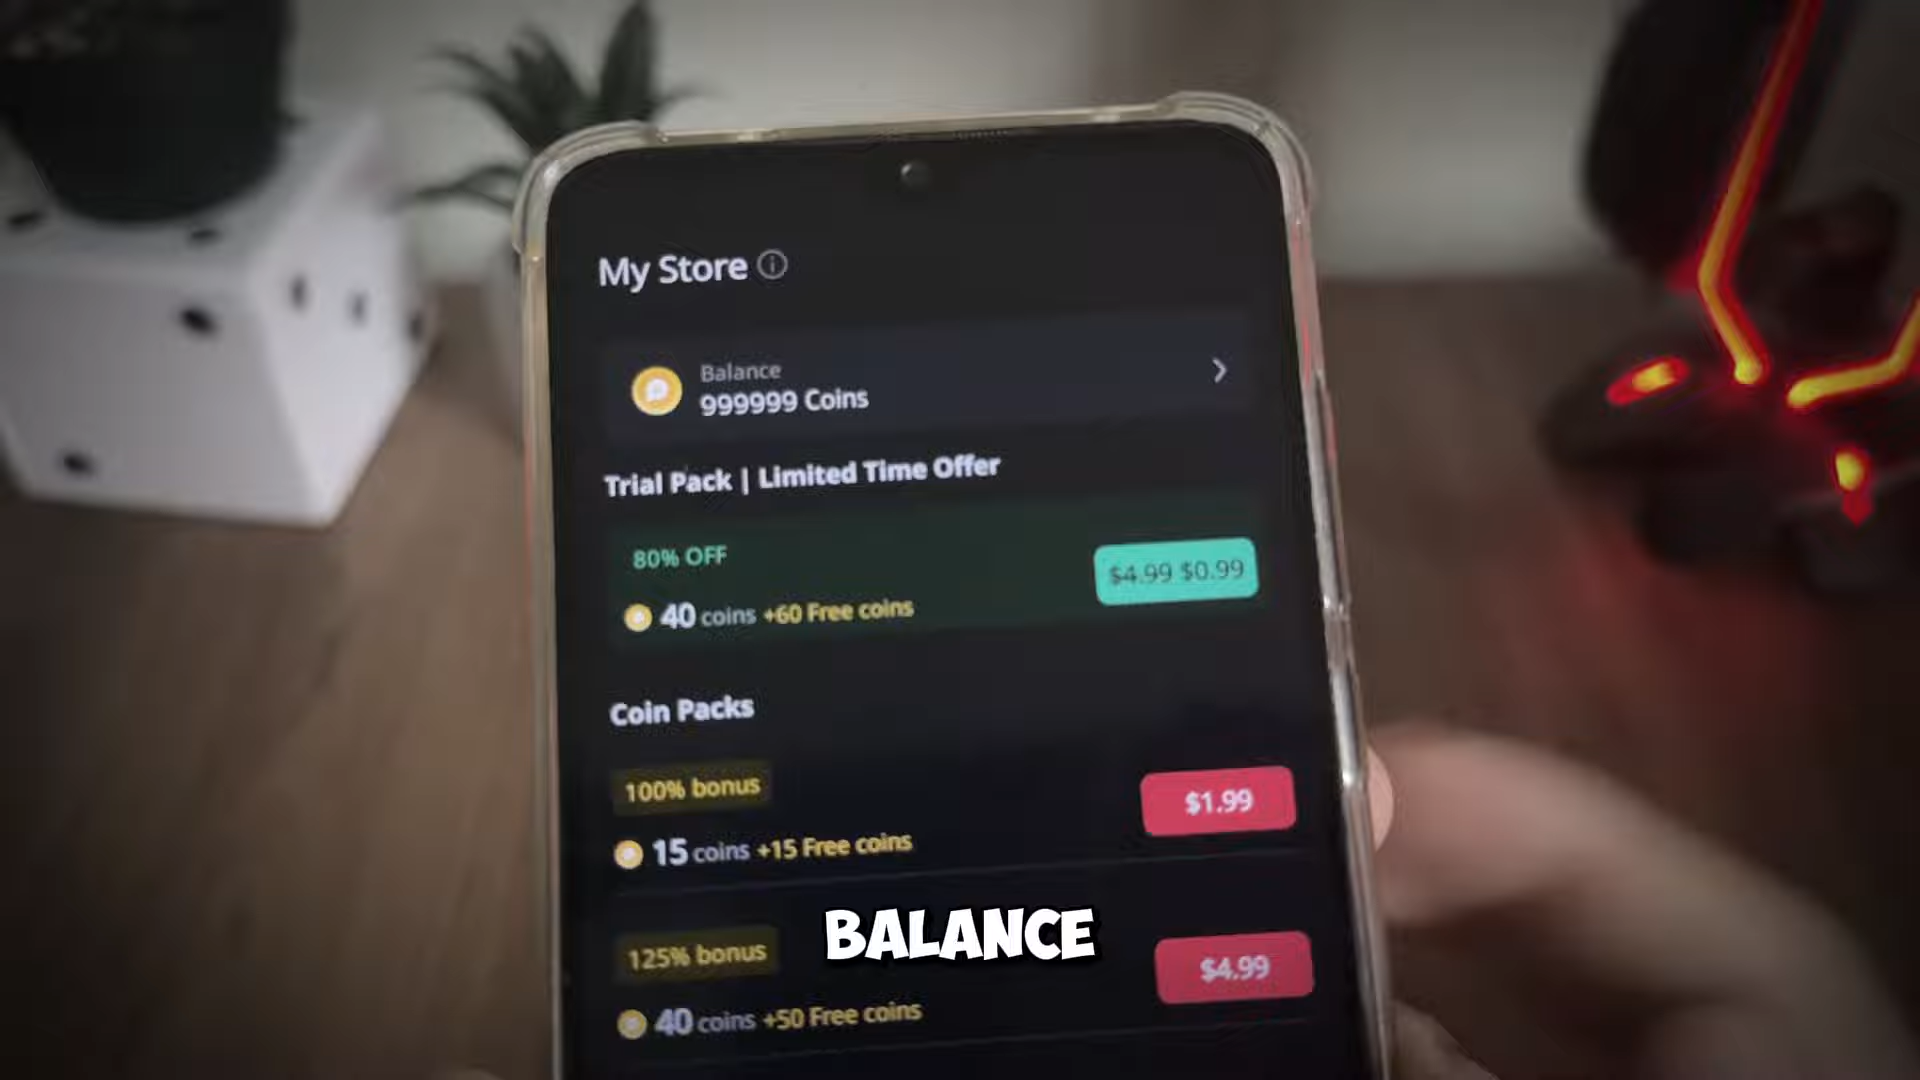 My Store
Balance
999999 Coins
Trial Pack | Limited Time Offer
80% OFF
$4.99 $0.99
40 coins +60 Free coins
Coin Packs
100% bonus
$1.99
15 coins +15 Free coins
BALANCE
125% bonus
$4.99
40 coins +50 Free coins